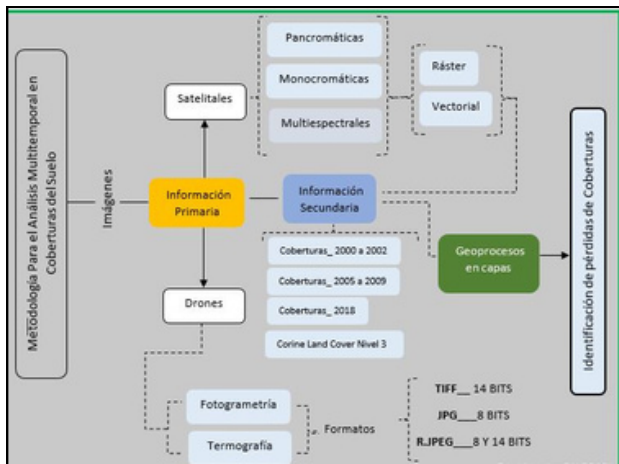 Metodología Para el Análisis Multitemporal en
Coberturas del Suelo
Imágenes
Satelitales
Información
Primaria
Drones
Pancromáticas
Monocromáticas
Multiespectrales
Ráster
Vectorial
Información
Secundaria
Coberturas_ 2000 a 2002
Coberturas_ 2005 a 2009
Coberturas_ 2018
Corine Land Cover Nivel 3
Geoprocesos
en capas
Identificación de pérdidas de Coberturas
Fotogrametría
Termografía
Formatos
TIFF__ 14 BITS
JPG___8 BITS
R.JPEG___8 Y 14 BITS